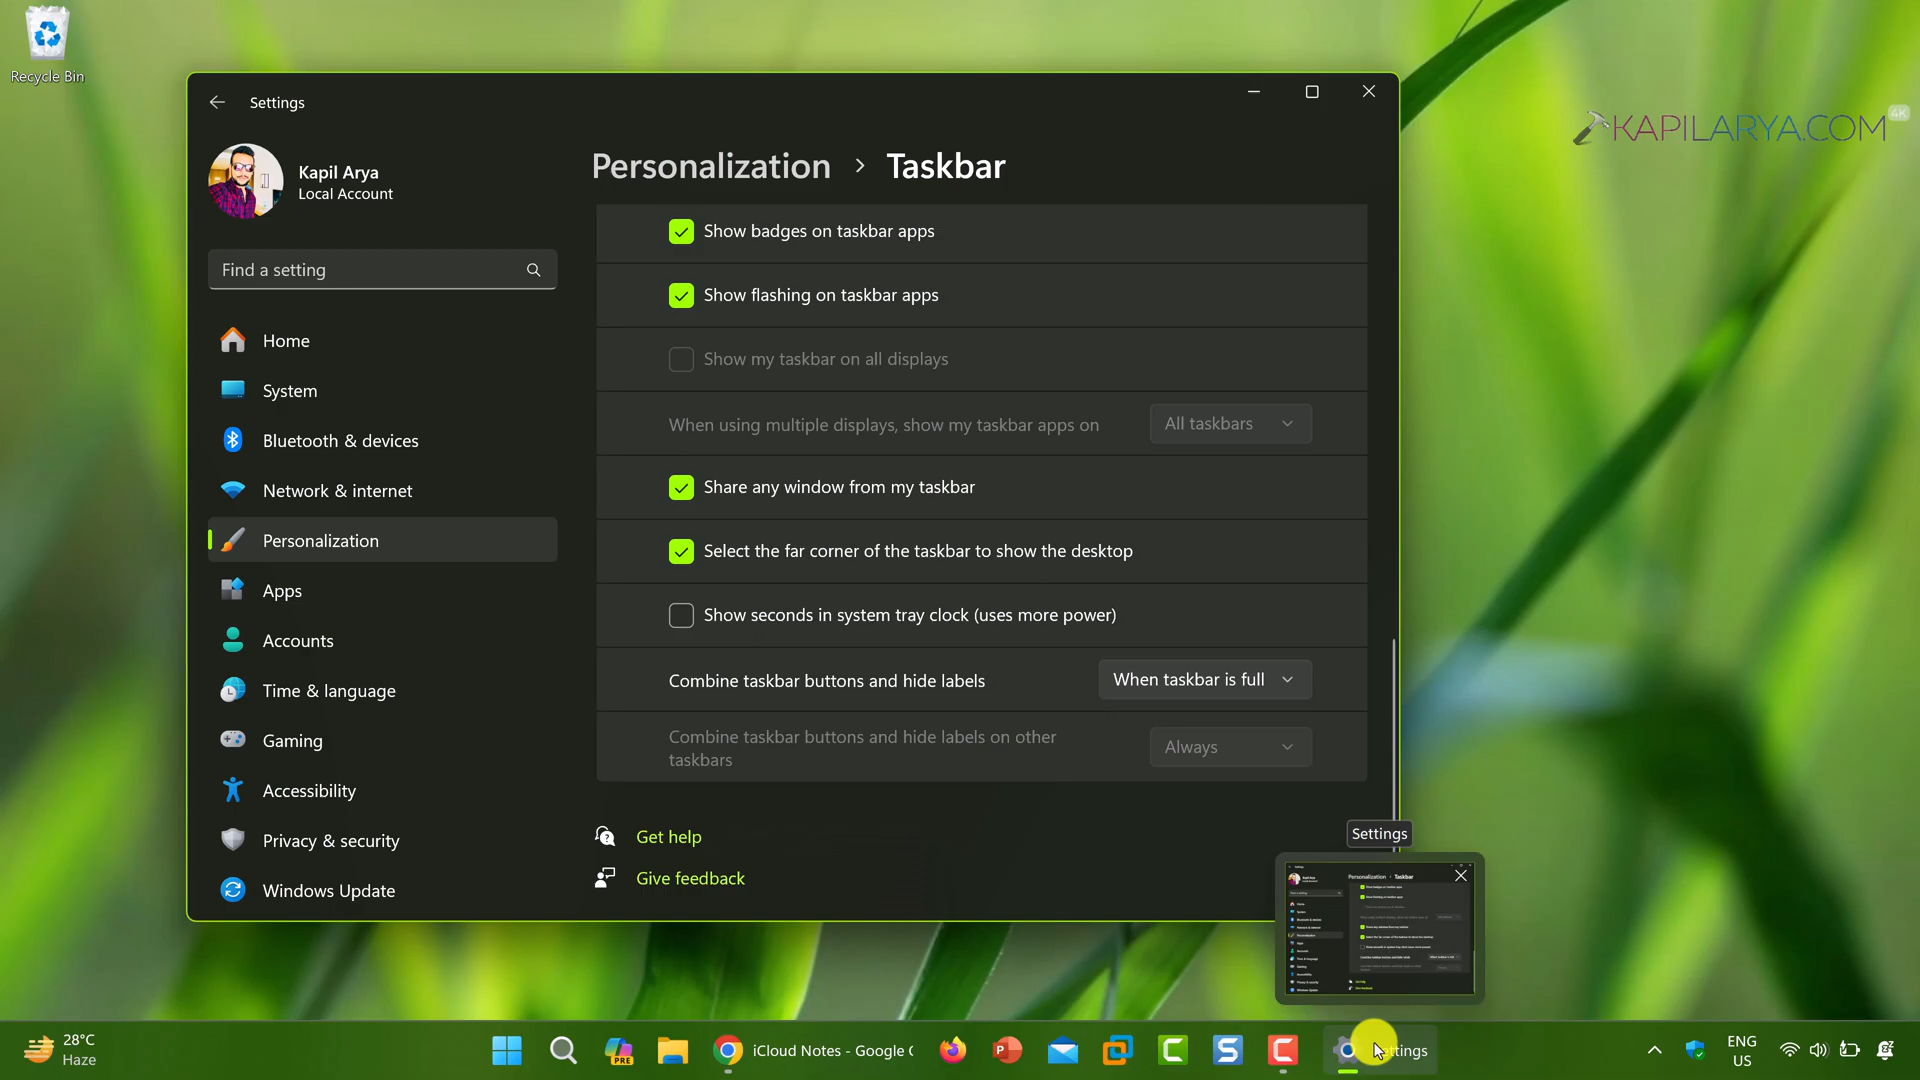 Recycle Bin
Settings
Kapil Arya
Local Account
Find a setting
Home
System
Bluetooth & devices
Network & internet
Personalization
Apps
Accounts
Time & language
Gaming
Accessibility
Privacy & security
Windows Update
Personalization > Taskbar
Show badges on taskbar apps
Show flashing on taskbar apps
Show my taskbar on all displays
When using multiple displays, show my taskbar apps on
All taskbars
Share any window from my taskbar
Select the far corner of the taskbar to show the desktop
Show seconds in system tray clock (uses more power)
Combine taskbar buttons and hide labels
When taskbar is full
Combine taskbar buttons and hide labels on other
taskbars
Always
Get help
Give feedback
KAPILARYA.COM
4K
Settings
Personalization > Taskbar
28°C
Haze
PRE
iCloud Notes - Google
ettings
ENG
US